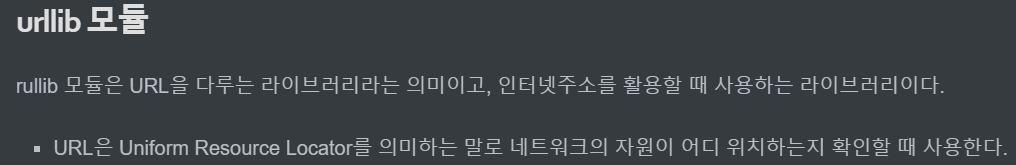 urllib 모듈
rullib 모듈은 URL을 다루는 라이브러리라는 의미이고, 인터넷주소를 활용할 때 사용하는 라이브러리이다.
▪ URL은 Uniform Resource Locator를 의미하는 말로 네트워크의 자원이 어디 위치하는지 확인할 때 사용한다.